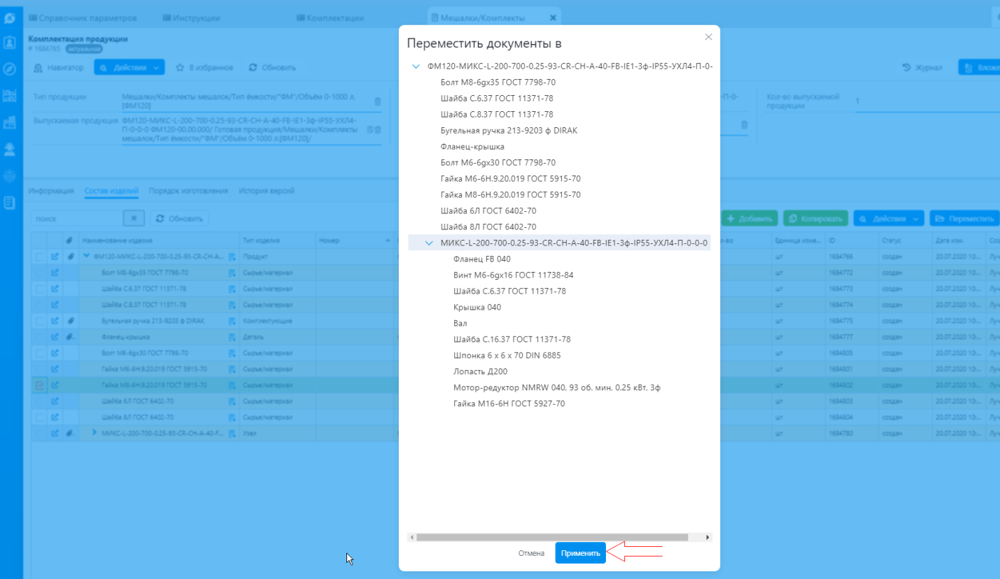 Справочник параметров
Инструкции
Комплектации
Мешалки/Комплекты
Комплектация продукции
# 1684765 актуальная
Навигатор
Действия
В избранное
Обновить
Журнал
Тип продукции
Мешалки/Комплекты мешалок/Тип ёмкости/"ФМ"/Объём 0-1000 л.
[ФМ120]
Выпускаемая продукция
ФМ120-МИКС-L-200-700-0.25-93-CR-CH-A-40-FB-IE1-3ф-IP55-УХЛ4-
П-0-0-0 ФМ120-00.00.000/ Готовая продукция/Мешалки/Комплекты
мешалок/Тип ёмкости/"ФМ"/Объём 0-1000 л.[ФМ120]/
Кол-во выпускаемой
продукции
1
Информация
Состав изделий
Порядок изготовления
История версий
поиск
Обновить
Добавить
Копировать
Действия
Переместить
Наименование изделия
Тип изделия
Номер
Единица изме...
ID
Статус
Дата изм.
ФМ120-МИКС-L-200-700-0.25-93-CR-CH-A... Продукт шт 1684766 создан 20.07.2020 10:...
Болт М8-6gx35 ГОСТ 7798-70 Сырье/материал шт 1684772 создан 20.07.2020 10:...
Шайба С.6.37 ГОСТ 11371-78 Сырье/материал шт 1684773 создан 20.07.2020 10:...
Шайба С.8.37 ГОСТ 11371-78 Сырье/материал шт 1684774 создан 20.07.2020 10:...
Бугельная ручка 213-9203 ф DIRAK Комплектующие шт 1684775 создан 20.07.2020 10:...
Фланец-крышка Деталь шт 1684777 создан 20.07.2020 10:...
Болт М6-6gx30 ГОСТ 7798-70 Сырье/материал шт 1684805 создан 20.07.2020 10:...
Гайка М6-6Н.9.20.019 ГОСТ 5915-70 Сырье/материал шт 1684801 создан 20.07.2020 10:...
Гайка М8-6Н.9.20.019 ГОСТ 5915-70 Сырье/материал шт 1684802 создан 20.07.2020 10:...
Шайба 6Л ГОСТ 6402-70 Сырье/материал шт 1684803 создан 20.07.2020 10:...
Шайба 8Л ГОСТ 6402-70 Сырье/материал шт 1684804 создан 20.07.2020 10:...
МИКС-L-200-700-0.25-93-CR-CH-A-40-F... Узел шт 1684780 создан 20.07.2020 10:...
Переместить документы в
ФМ120-МИКС-L-200-700-0.25-93-CR-CH-A-40-FB-IE1-3ф-IP55-УХЛ4-П-0-
Болт М8-6gx35 ГОСТ 7798-70
Шайба С.6.37 ГОСТ 11371-78
Шайба С.8.37 ГОСТ 11371-78
Бугельная ручка 213-9203 ф DIRAK
Фланец-крышка
Болт М6-6gx30 ГОСТ 7798-70
Гайка М6-6Н.9.20.019 ГОСТ 5915-70
Гайка М8-6Н.9.20.019 ГОСТ 5915-70
Шайба 6Л ГОСТ 6402-70
Шайба 8Л ГОСТ 6402-70
МИКС-L-200-700-0.25-93-CR-CH-A-40-FB-IE1-3ф-IP55-УХЛ4-П-0-0-0
Фланец FB 040
Винт М6-6gx16 ГОСТ 11738-84
Шайба С.6.37 ГОСТ 11371-78
Крышка 040
Вал
Шайба С.16.37 ГОСТ 11371-78
Шпонка 6 x 6 x 70 DIN 6885
Лопасть Д200
Мотор-редуктор NMRW 040, 93 об. мин, 0.25 кВт, 3ф
Гайка М16-6Н ГОСТ 5927-70
Отмена
Применить